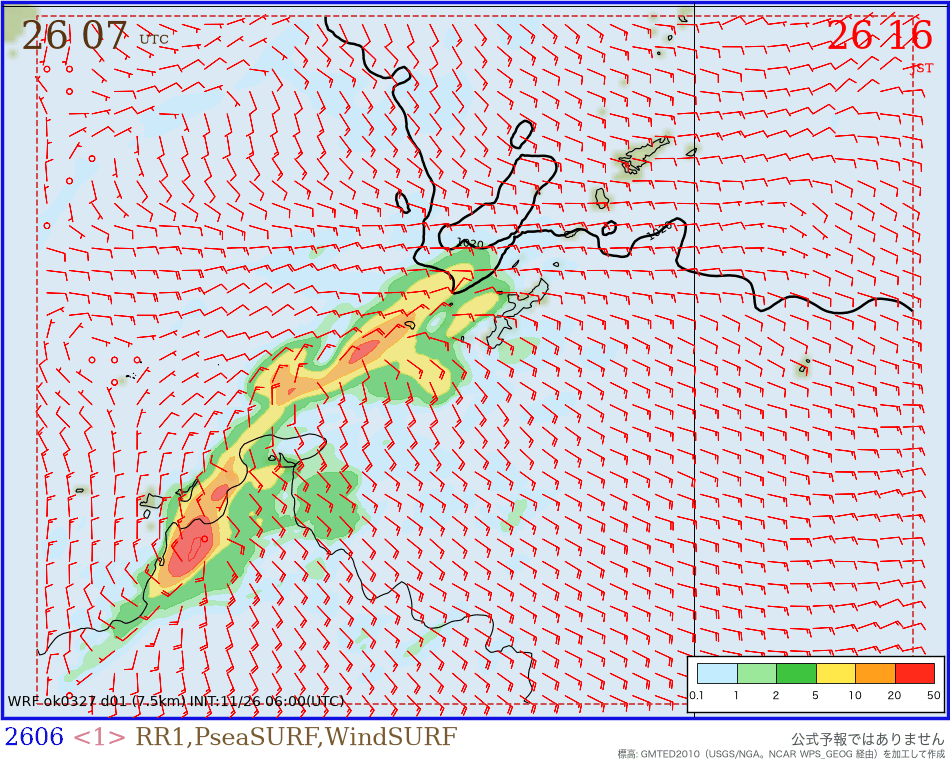 26 07 UTC
26 16 JST
1020
1020
0.1 1 2 5 10 20 50
WRF ok0327 d01 (7.5km) INIT:11/26 06:00(UTC)
2606 <1> RR1,PseaSURF,WindSURF
公式予報ではありません
標高: GMTED2010（USGS/NGA。NCAR WPS_GEOG 経由）を加工して作成